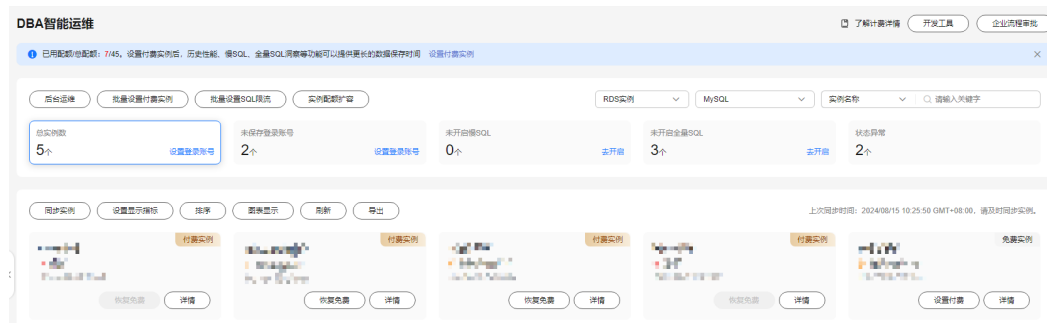 DBA智能运维
了解计费详情 开发工具 企业流程审批
已用配额/总配额：7/45。设置付费实例后，历史性能、慢SQL、全量SQL洞察等功能可以提供更长的数据保存时间 设置付费实例
后台运维 批量设置付费实例 批量设置SQL限流 实例配额扩容 RDS实例 MySQL 实例名称 请输入关键字
总实例数 未保存登录账号 未开启慢SQL 未开启全量SQL 状态异常
5个 设置登录账号 2个 设置登录账号 0个 去开启 3个 去开启 2个
同步实例 设置显示指标 排序 图表显示 刷新 导出 上次同步时间：2024/08/15 10:25:50 GMT+08:00，请及时同步实例。
付费实例 付费实例 付费实例 付费实例 免费实例
恢复免费 详情 恢复免费 详情 恢复免费 详情 恢复免费 详情 设置付费 详情